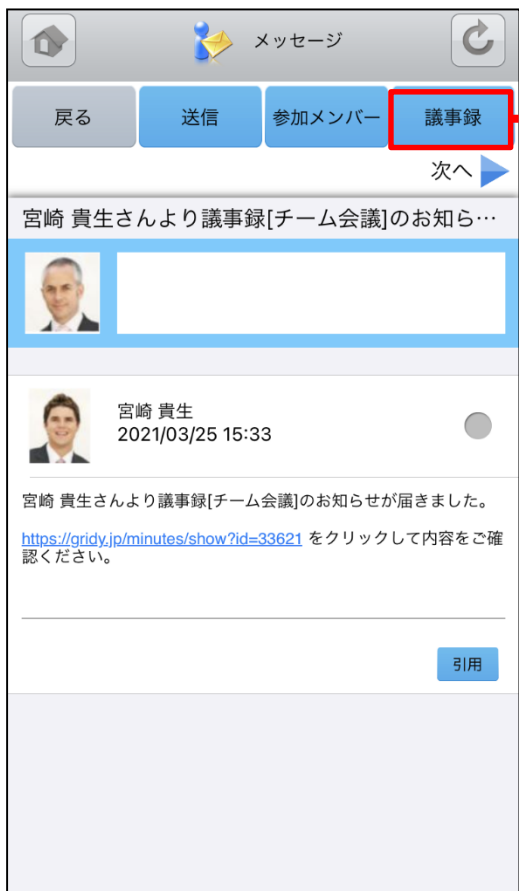 メッセージ
戻る 送信 参加メンバー 議事録
次へ
宮崎 貴生さんより議事録[チーム会議]のお知ら…
宮崎 貴生
2021/03/25 15:33
宮崎 貴生さんより議事録[チーム会議]のお知らせが届きました。
https://gridy.jp/minutes/show?id=33621 をクリックして内容をご確
認ください。
引用